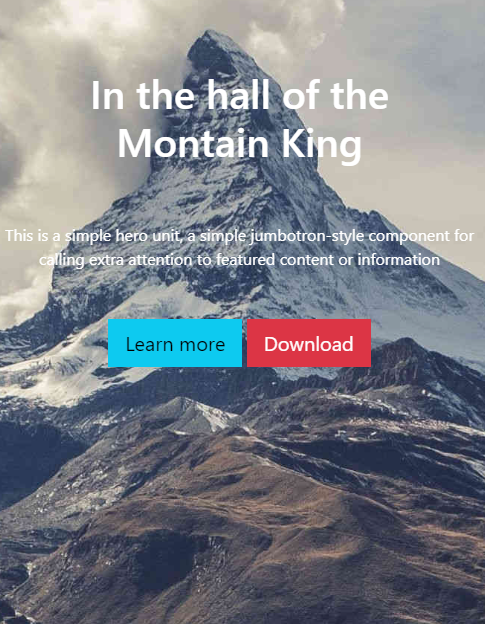 In the hall of the
Montain King
This is a simple hero unit, a simple jumbotron-style component for
calling extra attention to featured content or information
Learn more
Download